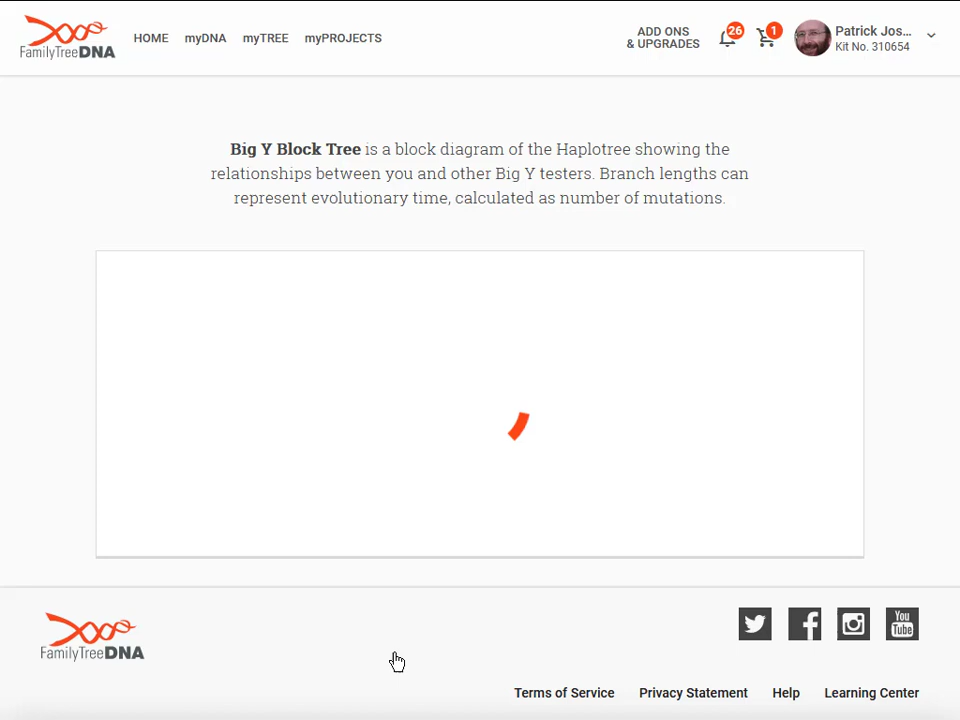 FamilyTreeDNA
HOME
myDNA
myTREE
myPROJECTS
ADD ONS
& UPGRADES
26
1
Patrick Jos...
Kit No. 310654
Big Y Block Tree is a block diagram of the Haplotree showing the
relationships between you and other Big Y testers. Branch lengths can
represent evolutionary time, calculated as number of mutations.
FamilyTreeDNA
You
Tube
Terms of Service
Privacy Statement
Help
Learning Center